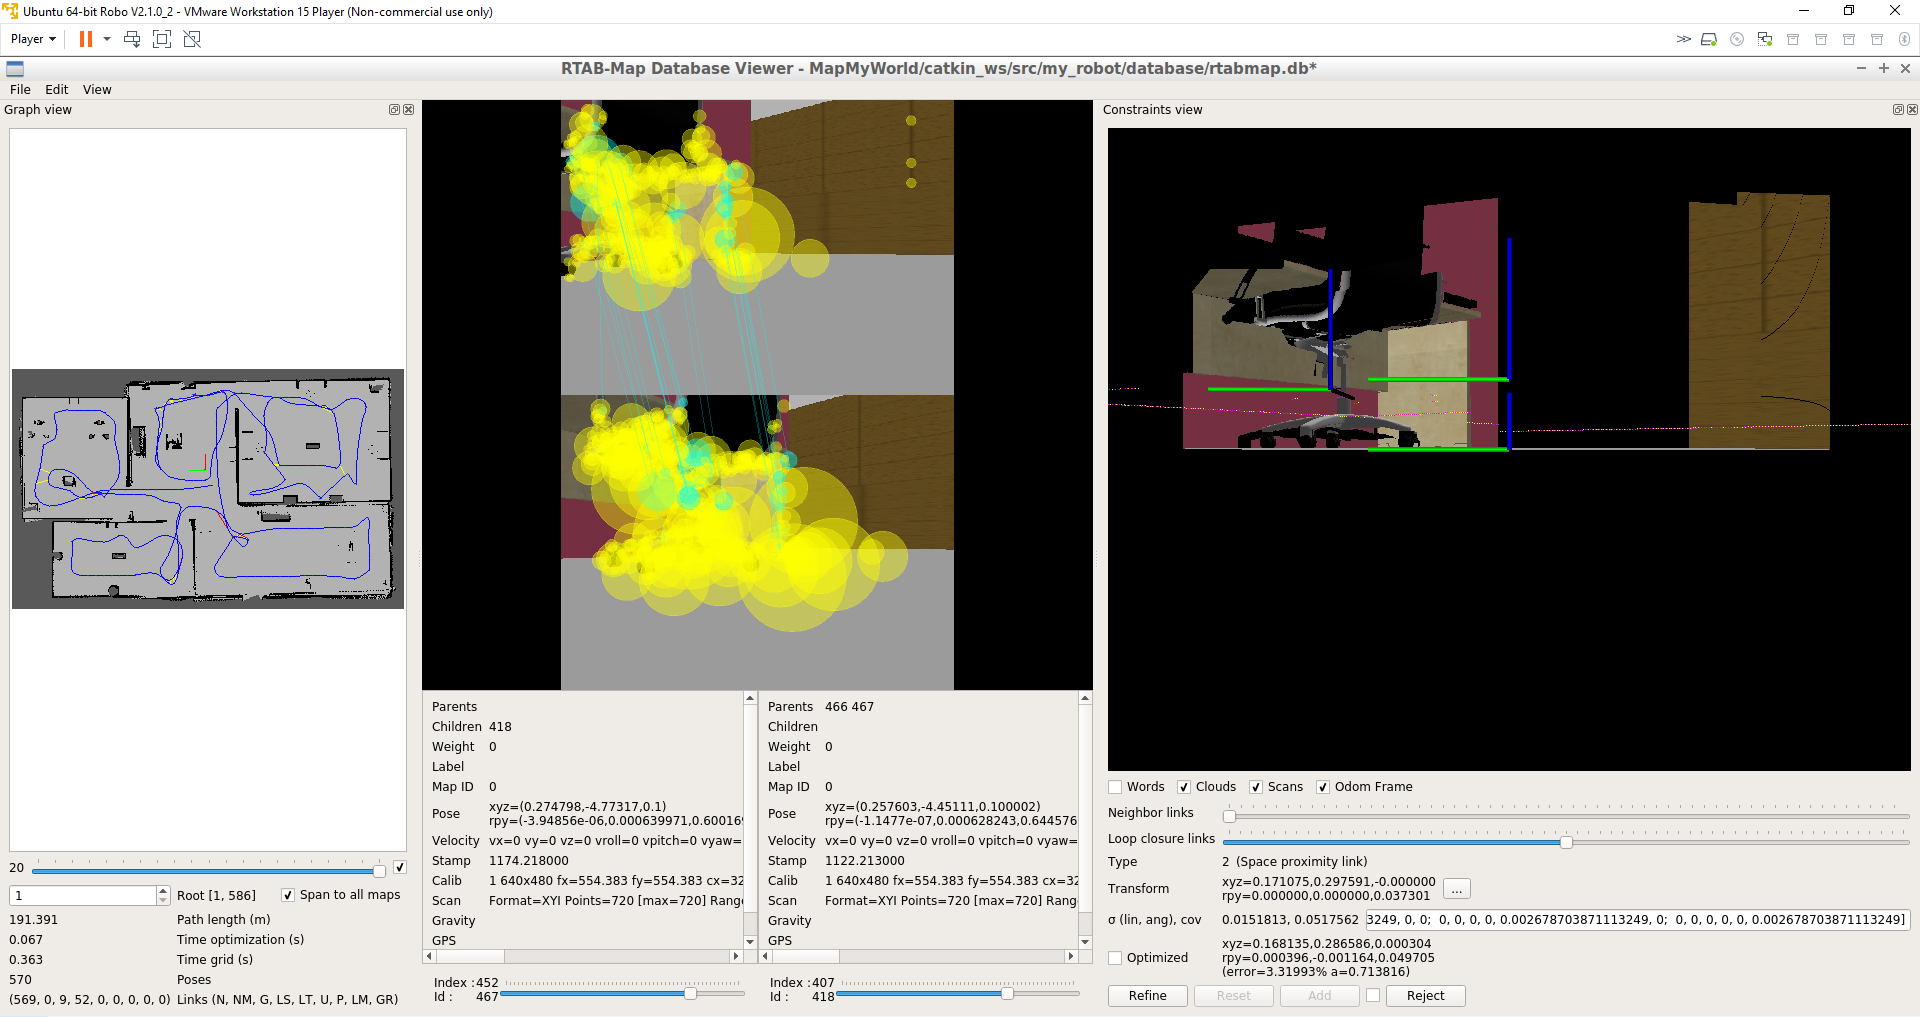 Ubuntu 64-bit Robo V2.1.0_2 - VMware Workstation 15 Player (Non-commercial use only)
Player
RTAB-Map Database Viewer - MapMyWorld/catkin_ws/src/my_robot/database/rtabmap.db*
File Edit View
Graph view
Constraints view
20
1
Root [1, 586]
Span to all maps
191.391 Path length (m)
0.067 Time optimization (s)
0.363 Time grid (s)
570 Poses
(569, 0, 9, 52, 0, 0, 0, 0, 0) Links (N, NM, G, LS, LT, U, P, LM, GR)
Parents
Children 418
Weight 0
Label
Map ID 0
Pose xyz=(0.274798,-4.77317,0.1)
rpy=(-3.94856e-06,0.000639971,0.60016
Velocity vx=0 vy=0 vz=0 vroll=0 vpitch=0 vyaw=
Stamp 1174.218000
Calib 1 640x480 fx=554.383 fy=554.383 cx=32
Scan Format=XYI Points=720 [max=720] Rang
Gravity
GPS
Index : 452
Id : 467
Parents 466 467
Children
Weight 0
Label
Map ID 0
Pose xyz=(0.257603,-4.45111,0.100002)
rpy=(-1.1477e-07,0.000628243,0.644576
Velocity vx=0 vy=0 vz=0 vroll=0 vpitch=0 vyaw=
Stamp 1122.213000
Calib 1 640x480 fx=554.383 fy=554.383 cx=32
Scan Format=XYI Points=720 [max=720] Rang
Gravity
GPS
Index : 407
Id : 418
Words Clouds Scans Odom Frame
Neighbor links
Loop closure links
Type 2 (Space proximity link)
Transform xyz=0.171075,0.297591,-0.000000
rpy=0.000000,0.000000,0.037301
...
σ (lin, ang), cov 0.0151813, 0.0517562 3249, 0, 0; 0, 0, 0, 0, 0.002678703871113249, 0; 0, 0, 0, 0, 0, 0.002678703871113249]
Optimized xyz=0.168135,0.286586,0.000304
rpy=0.000396,-0.001164,0.049705
(error=3.31993% a=0.713816)
Refine Reset Add Reject